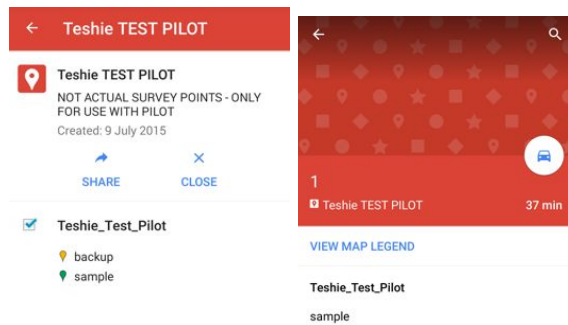 Teshie TEST PILOT
Teshie TEST PILOT
NOT ACTUAL SURVEY POINTS - ONLY
FOR USE WITH PILOT
Created: 9 July 2015
SHARE CLOSE
Teshie_Test_Pilot
backup
sample
1
Teshie TEST PILOT 37 min
VIEW MAP LEGEND
Teshie_Test_Pilot
sample